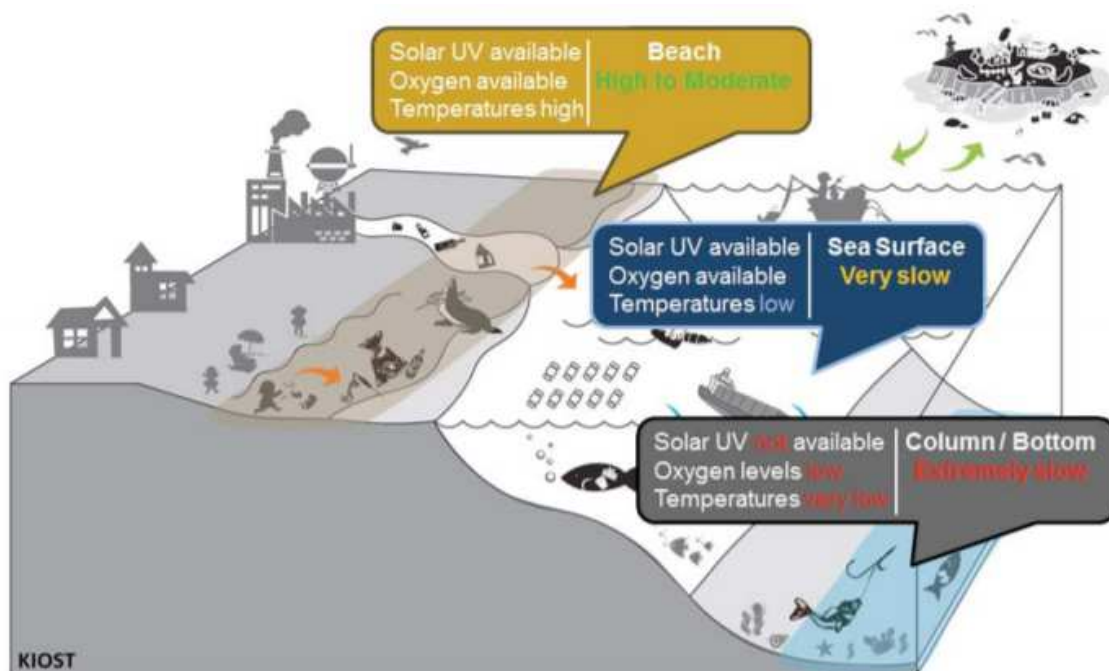 Solar UV available
Oxygen available
Temperatures high
Beach
High to Moderate
Solar UV available
Oxygen available
Temperatures low
Sea Surface
Very slow
Solar UV not available
Oxygen levels low
Temperatures very low
Column / Bottom
Extremely slow
KIOST